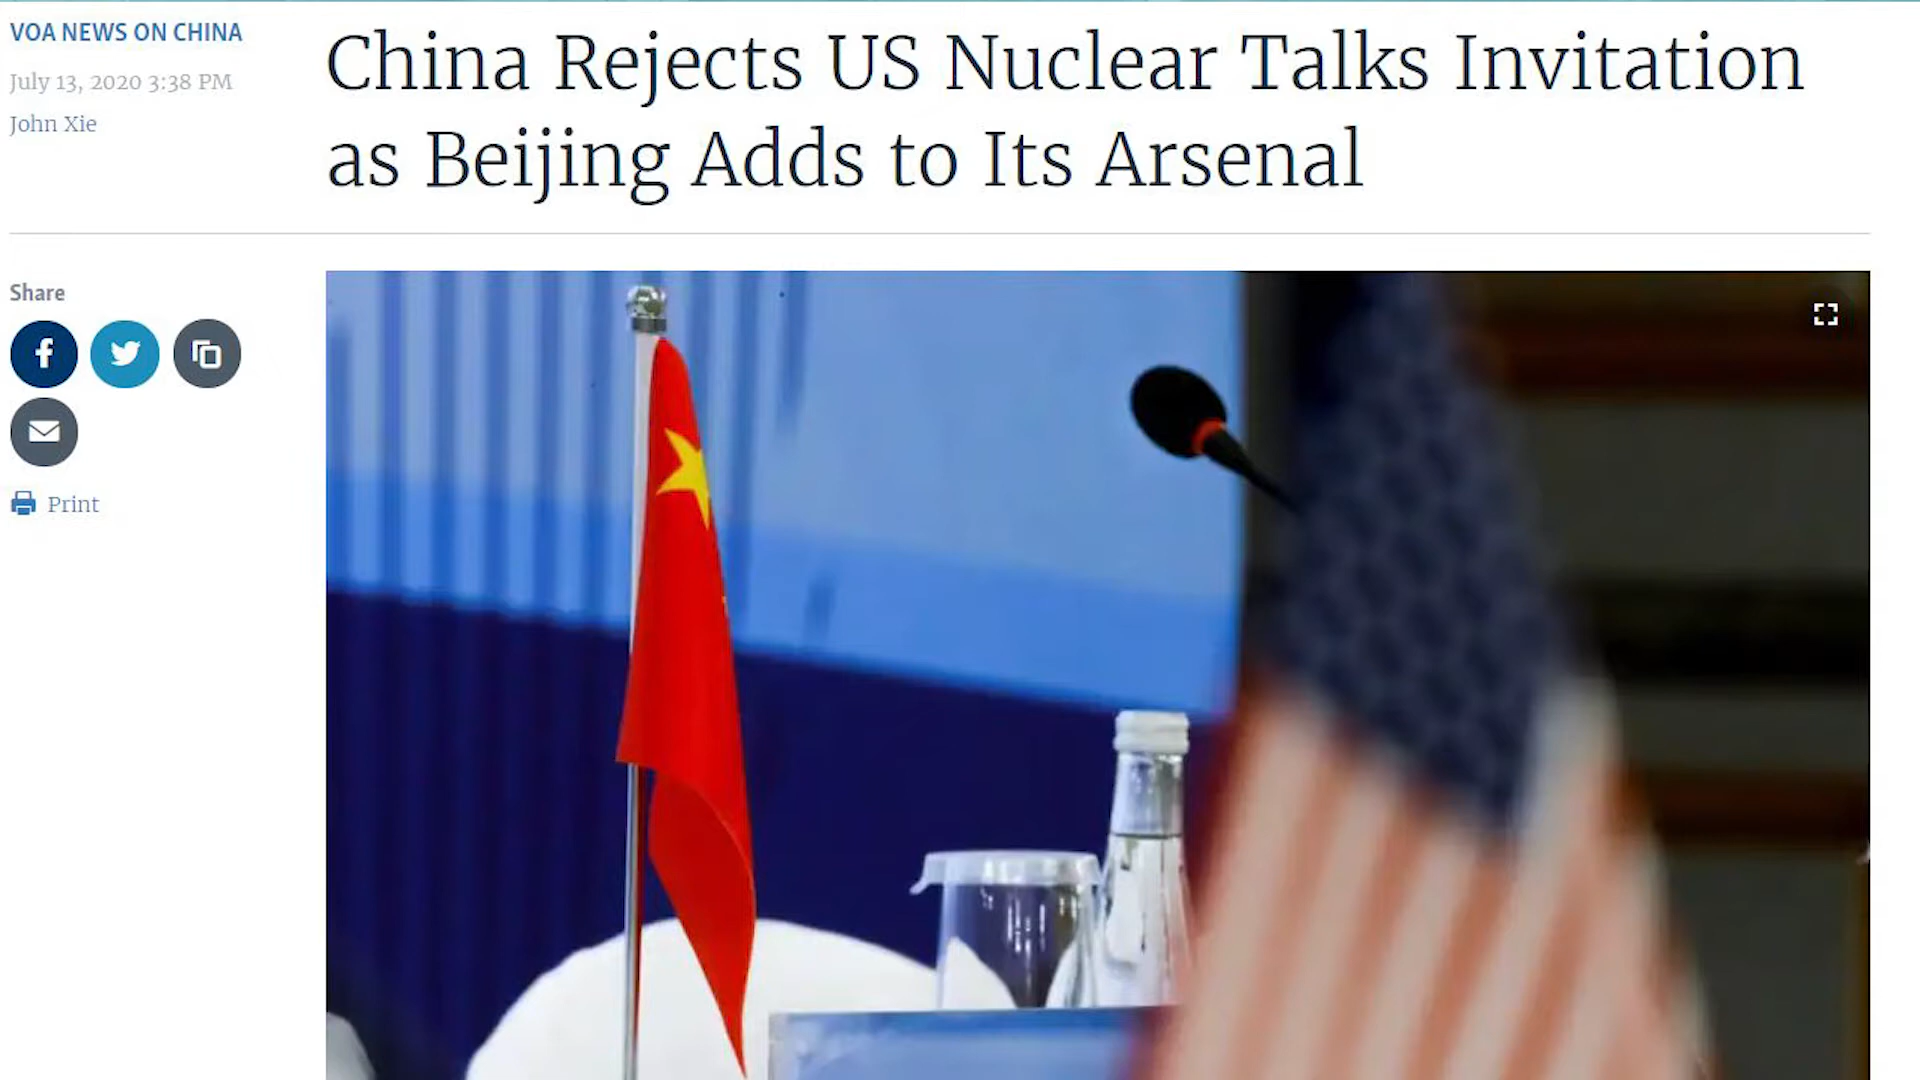 VOA NEWS ON CHINA
July 13, 2020 3:38 PM
John Xie
China Rejects US Nuclear Talks Invitation
as Beijing Adds to Its Arsenal
Share
Print